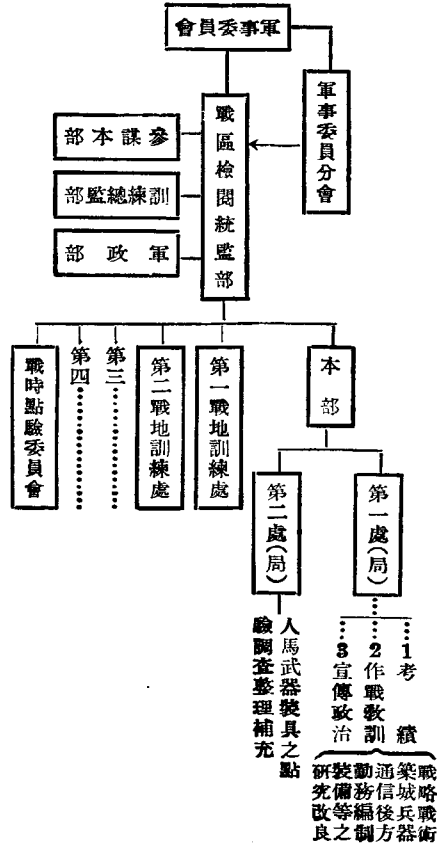 軍事委員會
軍事委員分會
戰區檢閱統監部
參謀本部
訓練總監部
軍政部
本部
第一戰地訓練處
第二戰地訓練處
第三………
第四………
戰時點驗委員會
第一處(局)
第二處(局)
1考績
2作戰教訓
3宣傳政治
戰略戰術
築城兵器
通信後方
勤務編制
裝備等之
研究改良
人馬武器裝具之點
驗調查整理補充